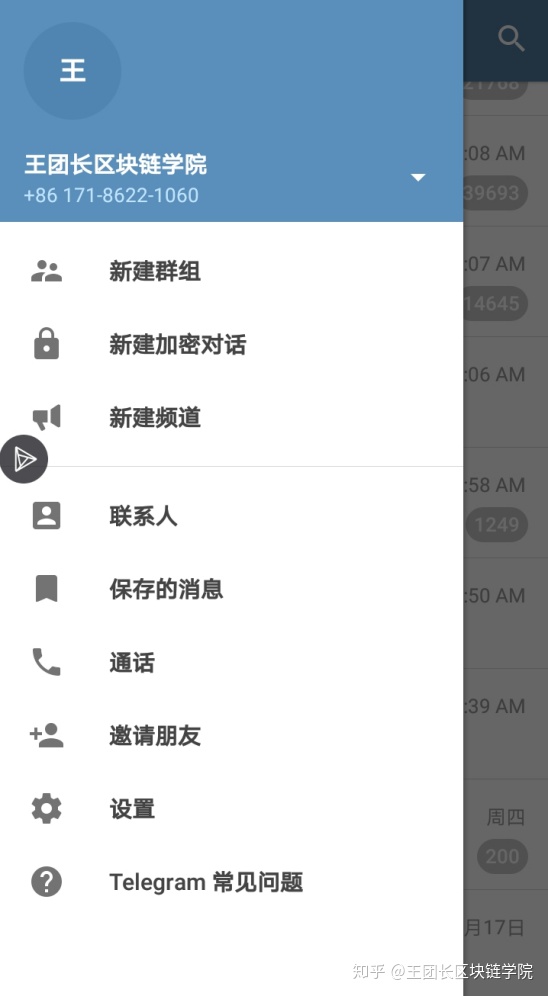 王
王团长区块链学院
+86 171-8622-1060
21768
:08 AM
39693
:07 AM
14645
:06 AM
:58 AM
1249
:50 AM
:39 AM
周四
200
月17日
新建群组
新建加密对话
新建频道
联系人
保存的消息
通话
邀请朋友
设置
Telegram 常见问题
知乎 @王团长区块链学院